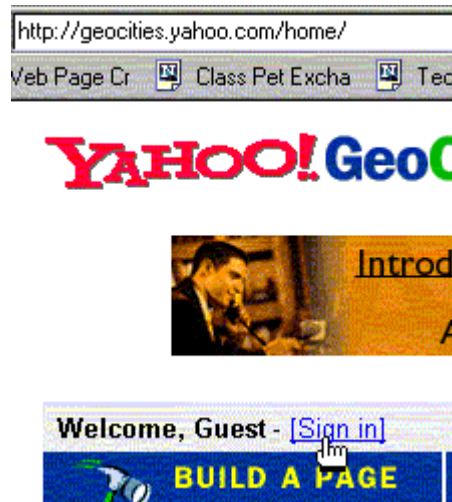 http://geocities.yahoo.com/home/
Veb Page Cr Class Pet Excha Tec
YAHOO! GeoC
Introd
A
Welcome, Guest - [Sign in]
BUILD A PAGE